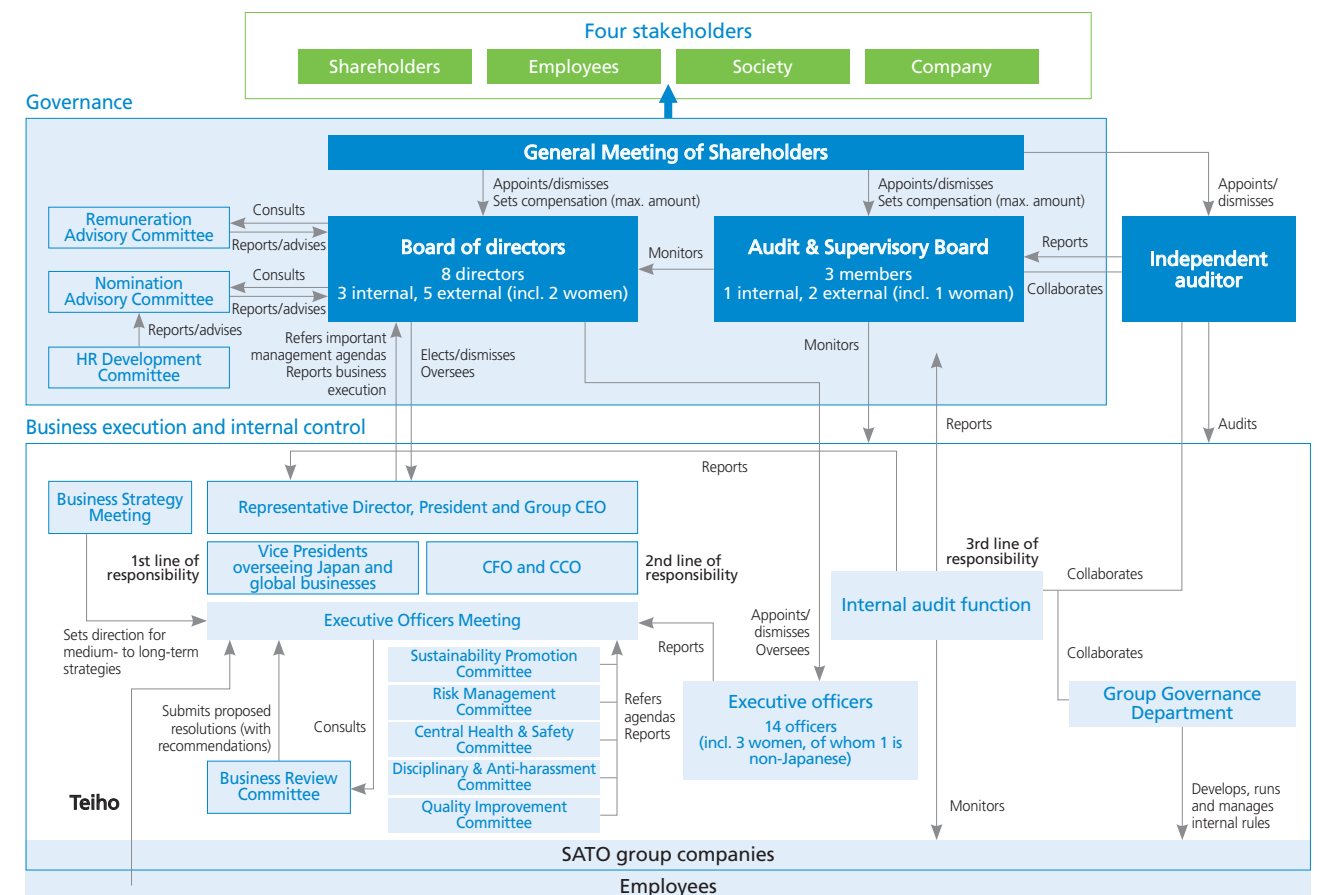 Four stakeholders
Shareholders
Employees
Society
Company
Governance
General Meeting of Shareholders
Appoints/dismisses
Sets compensation (max. amount)
Appoints/dismisses
Sets compensation (max. amount)
Appoints/
dismisses
Remuneration
Advisory Committee
Consults
Reports/advises
Board of directors
8 directors
3 internal, 5 external (incl. 2 women)
Monitors
Audit & Supervisory Board
3 members
1 internal, 2 external (incl. 1 woman)
Reports
Collaborates
Independent
auditor
Nomination
Advisory Committee
Consults
Reports/advises
Reports/advises
HR Development
Committee
Refers important
management agendas
Reports business
execution
Elects/dismisses
Oversees
Monitors
Reports
Audits
Business execution and internal control
Reports
Business Strategy
Meeting
Representative Director, President and Group CEO
1st line of
responsibility
Vice Presidents
overseeing Japan and
global businesses
CFO and CCO
2nd line of
responsibility
3rd line of
responsibility
Collaborates
Internal audit function
Executive Officers Meeting
Sets direction for
medium- to long-term
strategies
Appoints/
dismisses
Oversees
Reports
Collaborates
Sustainability Promotion
Committee
Risk Management
Committee
Central Health & Safety
Committee
Disciplinary & Anti-harassment
Committee
Quality Improvement
Committee
Refers
agendas
Reports
Executive officers
14 officers
(incl. 3 women, of whom 1 is
non-Japanese)
Group Governance
Department
Submits proposed
resolutions (with
recommendations)
Consults
Business Review
Committee
Teiho
Monitors
Develops, runs
and manages
internal rules
SATO group companies
Employees